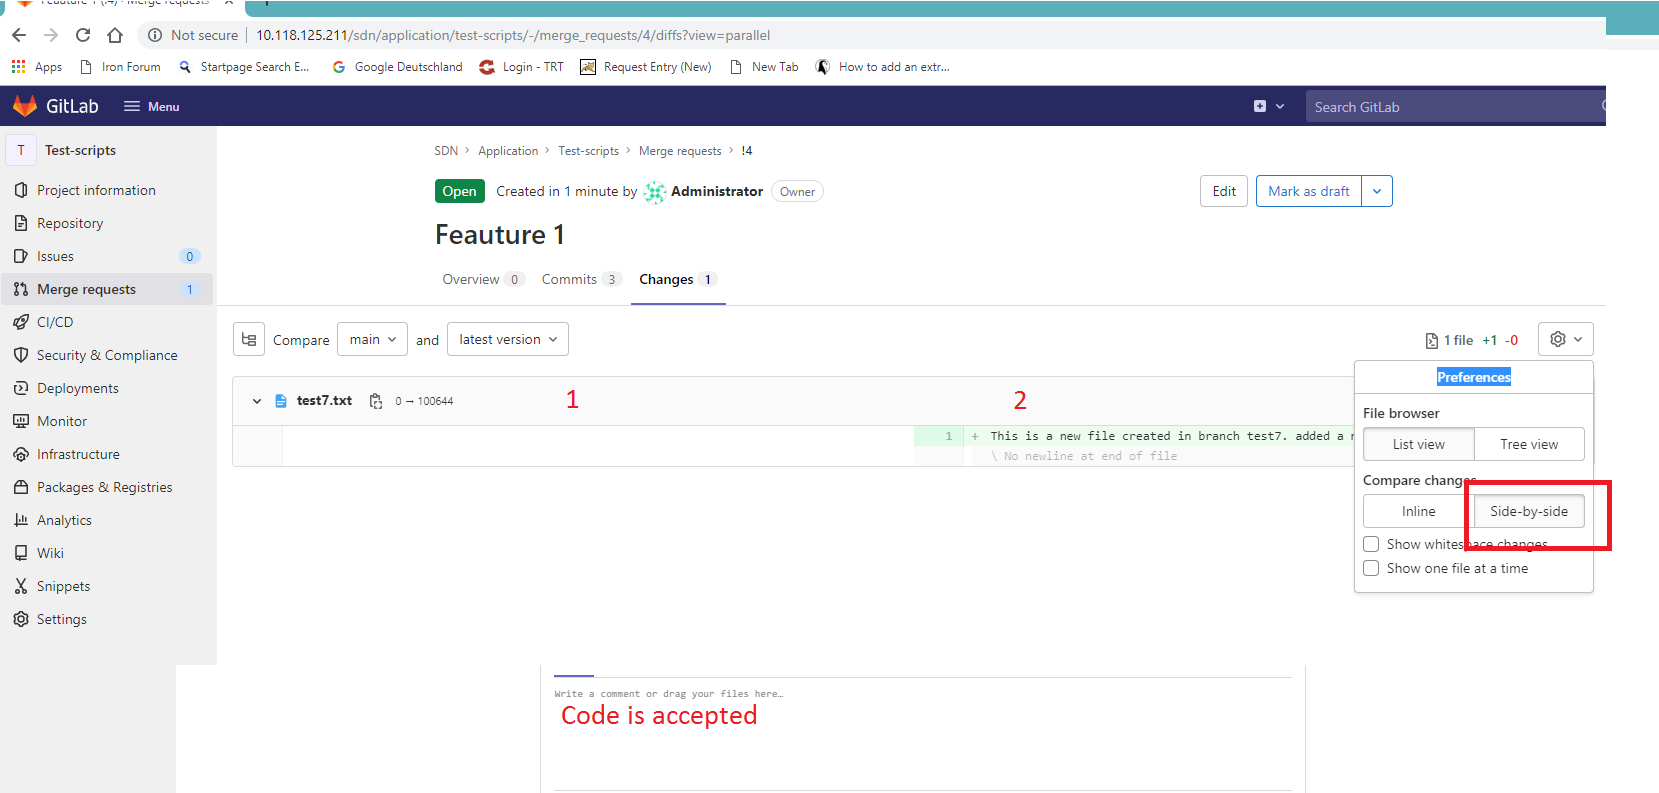 Feauture 1 (!4) · Merge requests
Not secure 10.118.125.211/sdn/application/test-scripts/-/merge_requests/4/diffs?view=parallel
Apps Iron Forum Startpage Search E... Google Deutschland Login - TRT Request Entry (New) New Tab How to add an extr...
GitLab Menu Search GitLab
T Test-scripts
Project information
Repository
Issues 0
Merge requests 1
CI/CD
Security & Compliance
Deployments
Monitor
Infrastructure
Packages & Registries
Analytics
Wiki
Snippets
Settings
SDN > Application > Test-scripts > Merge requests > !4
Open Created in 1 minute by Administrator Owner
Edit Mark as draft
Feauture 1
Overview 0 Commits 3 Changes 1
Compare main and latest version
1 file +1 -0
test7.txt 0 → 100644
1 2
1 + This is a new file created in branch test7. added a
\ No newline at end of file
Preferences
File browser
List view Tree view
Compare changes
Inline Side-by-side
Show whitespace changes
Show one file at a time
Write a comment or drag your files here…
Code is accepted